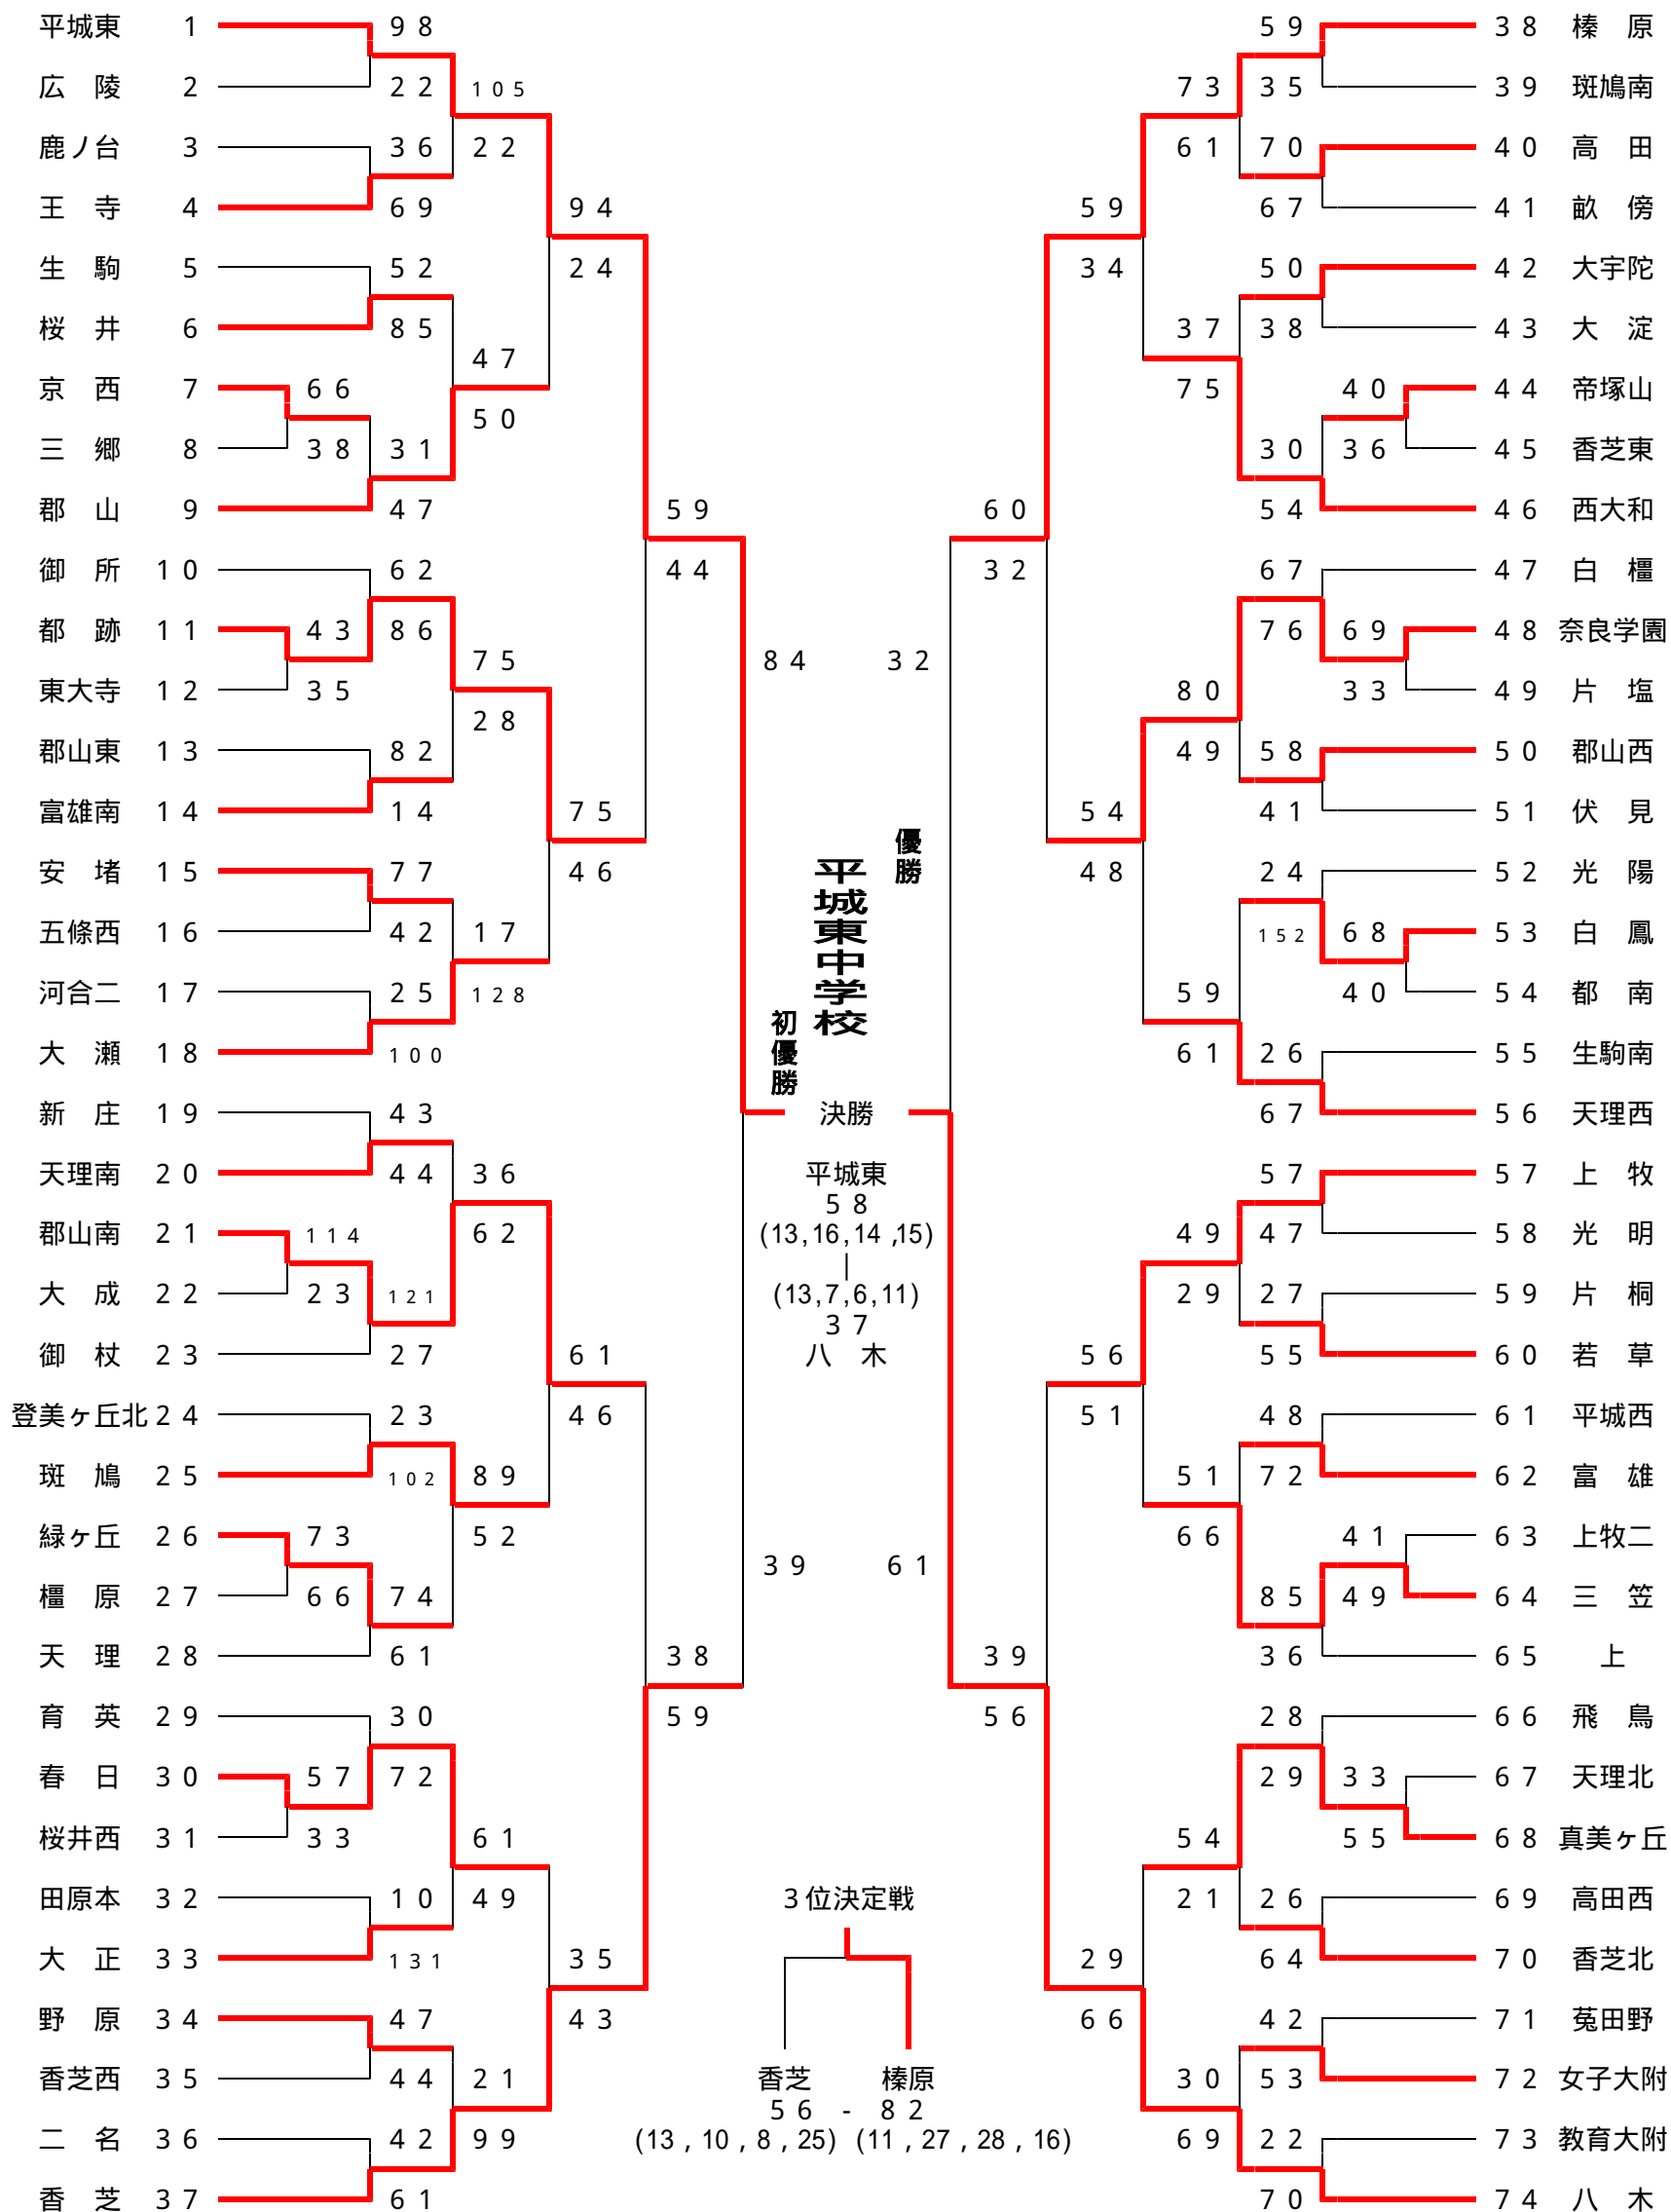 平城東 1 98
広 陵 2 22 105
鹿ノ台 3 36 22
王 寺 4 69 94
生 駒 5 52 24
桜 井 6 85
47
京 西 7 66
50
三 郷 8 38 31
郡 山 9 47 59
御 所 10 62 44
都 跡 11 43 86
75 84
東大寺 12 35
28
郡山東 13 82
富雄南 14 14 75
安 堵 15 77 46
五條西 16 42 17
河合二 17 25 128
大 瀬 18 100
新 庄 19 43
天理南 20 44 36
郡山南 21 114 62
大 成 22 23 121
御 杖 23 27 61
登美ヶ丘北 24 23 46
斑 鳩 25 102 89
緑ヶ丘 26 73 52
39
橿 原 27 66 74
天 理 28 61 38
育 英 29 30 59
春 日 30 57 72
桜井西 31 33 61
田原本 32 10 49
大 正 33 131 35
野 原 34 47 43
香芝西 35 44 21
二 名 36 42 99
香 芝 37 61
優勝
平城東中学校
初優勝
決勝
平城東
58
(13,16,14 ,15)
|
(13,7,6,11)
37
八 木
3位決定戦
香芝 榛原
56 - 82
(13 , 10 , 8 , 25) (11 , 27 , 28 , 16)
59 38 榛 原
73 35 39 斑鳩南
61 70 40 高 田
59 67 41 畝 傍
34 50 42 大宇陀
37 38 43 大 淀
75 40 44 帝塚山
30 36 45 香芝東
60 54 46 西大和
32 67 47 白 橿
76 69 48 奈良学園
32
80 33 49 片 塩
49 58 50 郡山西
54 41 51 伏 見
48 24 52 光 陽
152 68 53 白 鳳
59 40 54 都 南
61 26 55 生駒南
67 56 天理西
57 57 上 牧
49 47 58 光 明
29 27 59 片 桐
56 55 60 若 草
51 48 61 平城西
51 72 62 富 雄
66 41 63 上牧二
61
85 49 64 三 笠
39 36 65 上
56 28 66 飛 鳥
29 33 67 天理北
54 55 68 真美ヶ丘
21 26 69 高田西
29 64 70 香芝北
66 42 71 菟田野
30 53 72 女子大附
69 22 73 教育大附
70 74 八 木